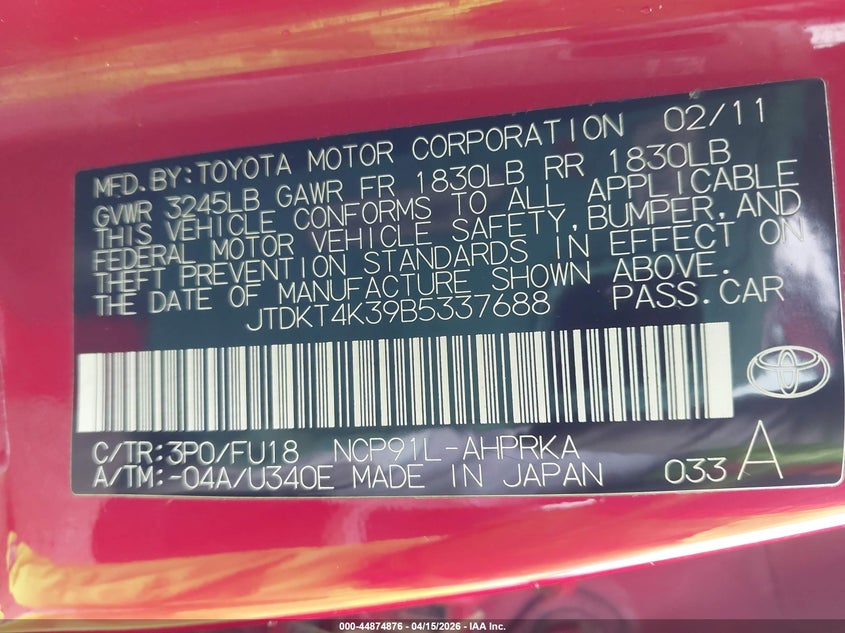 MFD.BY:TOYOTA MOTOR CORPORATION 02/11
GVWR 3245LB GAWR FR 1830LB RR 1830LB
THIS VEHICLE CONFORMS TO ALL APPLICABLE
FEDERAL MOTOR VEHICLE SAFETY,BUMPER,AND
THEFT PREVENTION STANDARDS IN EFFECT ON
THE DATE OF MANUFACTURE SHOWN ABOVE.
JTDKT4K39B5337688 PASS.CAR
C/TR:3P0/FU18 NCP91L-AHPRKA
A/TM:-04A/U340E MADE IN JAPAN 033 A
000-44874876 - 04/15/2026 - IAA Inc.